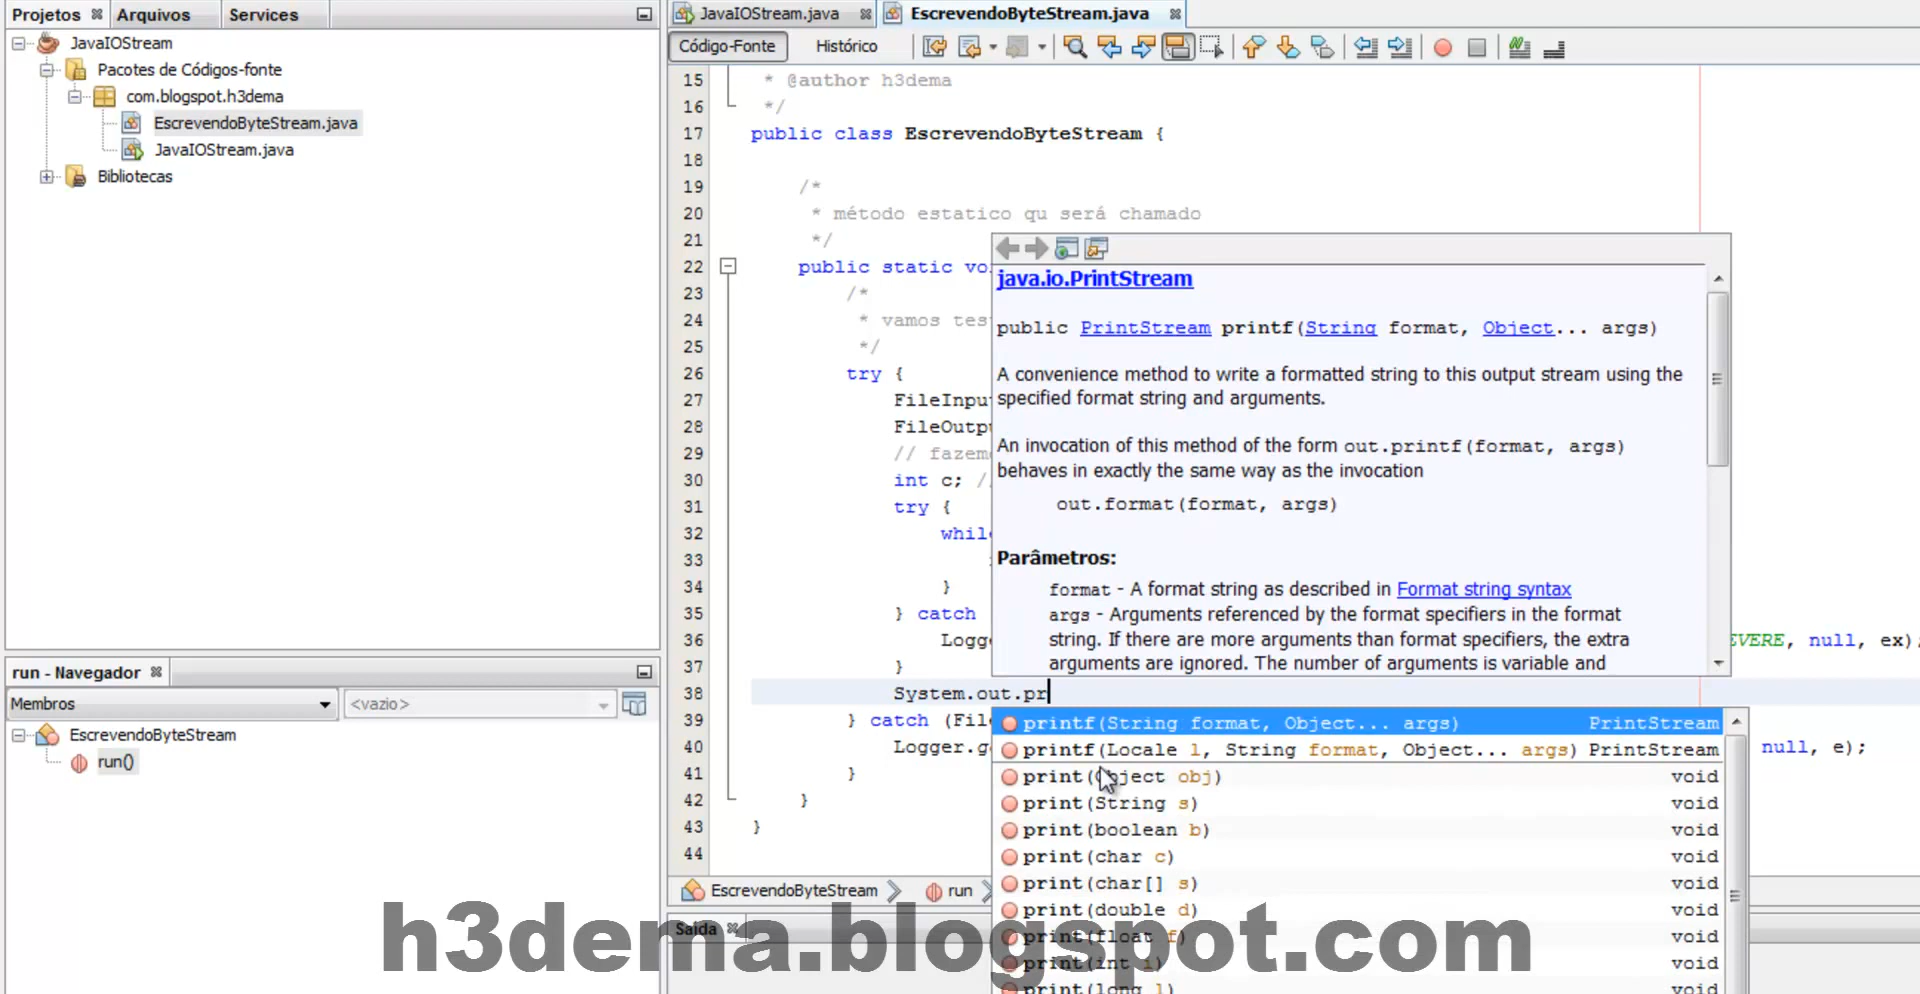 Projetos
Arquivos
Services
JavaIOStream
Pacotes de Códigos-fonte
com.blogspot.h3dema
EscrevendoByteStream.java
JavaIOStream.java
Bibliotecas
run - Navegador
Membros
<vazio>
EscrevendoByteStream
run()
JavaIOStream.java
EscrevendoByteStream.java
Código-Fonte
Histórico
15 * @author h3dema
16 */
17 public class EscrevendoByteStream {
18
19 /*
20 * método estatico qu será chamado
21 */
22 public static
23 /*
24 * vamos
25 */
26 try {
27
28
29 //
30 int c;
31 try {
32
33
34 }
35 } catch
36 null, ex);
37 }
38 System.out.pr
39 } catch
40 null, e);
41 }
42 }
43 }
44
java.io.PrintStream
public PrintStream printf(String format, Object... args)
A convenience method to write a formatted string to this output stream using the
specified format string and arguments.
An invocation of this method of the form out.printf(format, args)
behaves in exactly the same way as the invocation
out.format(format, args)
Parâmetros:
format - A format string as described in Format string syntax
args - Arguments referenced by the format specifiers in the format
string. If there are more arguments than format specifiers, the extra
arguments are ignored. The number of arguments is variable and
printf(String format, Object... args) PrintStream
printf(Locale l, String format, Object... args) PrintStream
print(Object obj) void
print(String s) void
print(boolean b) void
print(char c) void
print(char[] s) void
print(double d) void
print(float f) void
print(int i) void
print(long l) void
EscrevendoByteStream
run
Saída
h3dema.blogspot.com